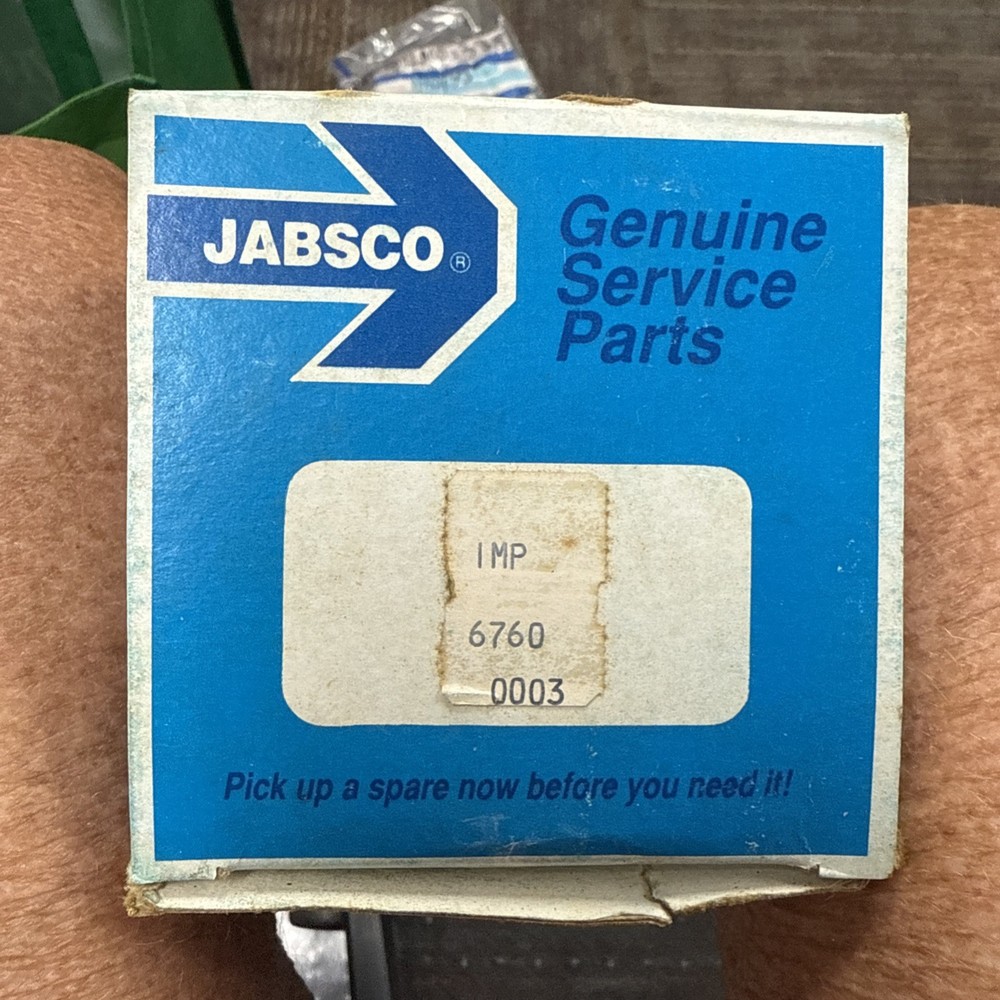 JABSCO®
Genuine
Service
Parts
IMP
6760
0003
Pick up a spare now before you need it!